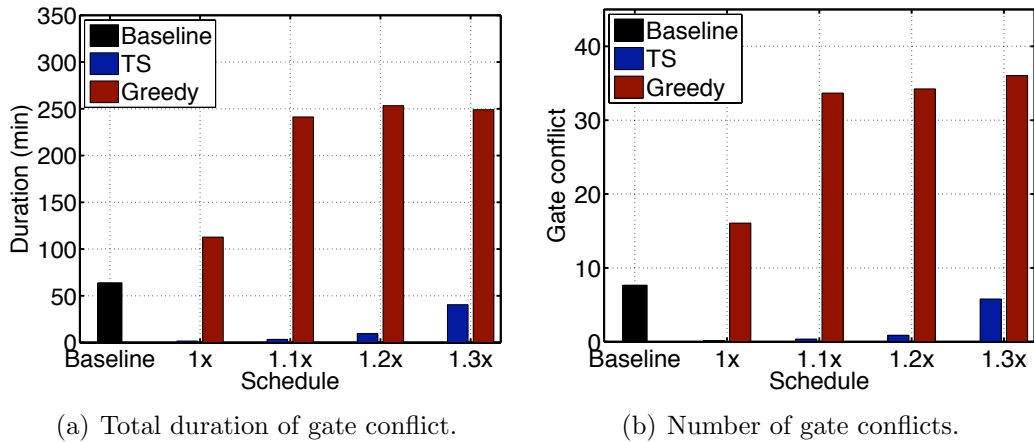 350
300
250
200
150
100
50
0
Duration (min)
Baseline
TS
Greedy
Baseline 1x 1.1x 1.2x 1.3x
Schedule
(a) Total duration of gate conflict.
40
30
20
10
0
Gate conflict
Baseline
TS
Greedy
Baseline 1x 1.1x 1.2x 1.3x
Schedule
(b) Number of gate conflicts.